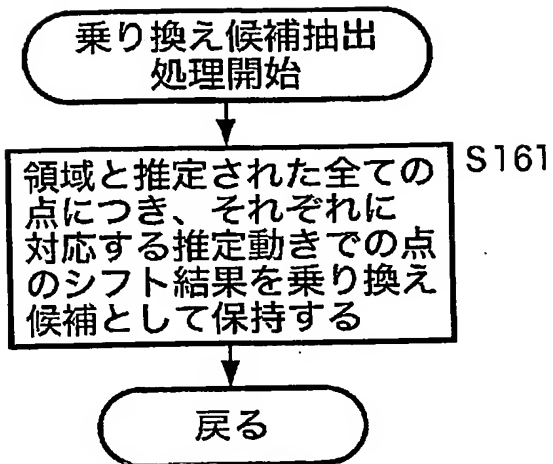 乗り換え候補抽出
処理開始
領域と推定された全ての
点につき、それぞれに
対応する推定動きでの点
のシフト結果を乗り換え
候補として保持する
S161
戻る